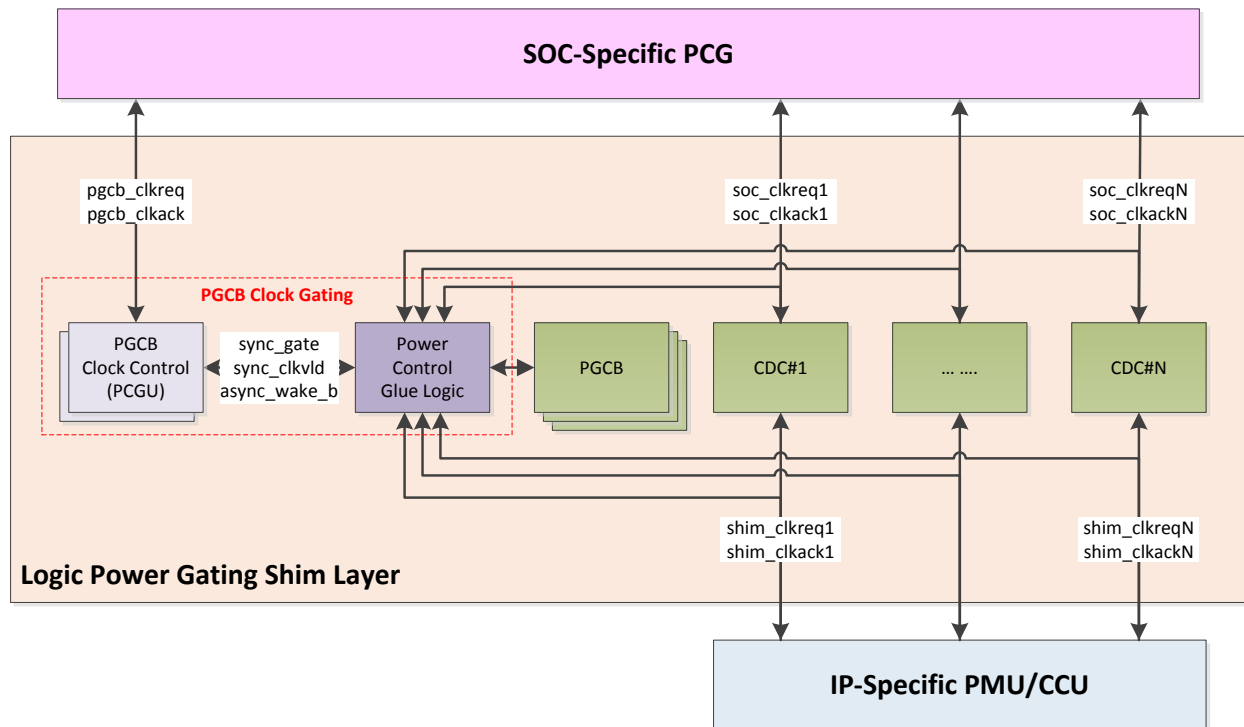 SOC-Specific PCG
pgcb_clkreq
pgcb_clkack
soc_clkreq1
soc_clkack1
soc_clkreqN
soc_clkackN
PGCB Clock Gating
PGCB
Clock Control
(PCGU)
sync_gate
sync_clkvld
async_wake_b
Power
Control
Glue Logic
PGCB
CDC#1
... ....
CDC#N
shim_clkreq1
shim_clkack1
shim_clkreqN
shim_clkackN
Logic Power Gating Shim Layer
IP-Specific PMU/CCU